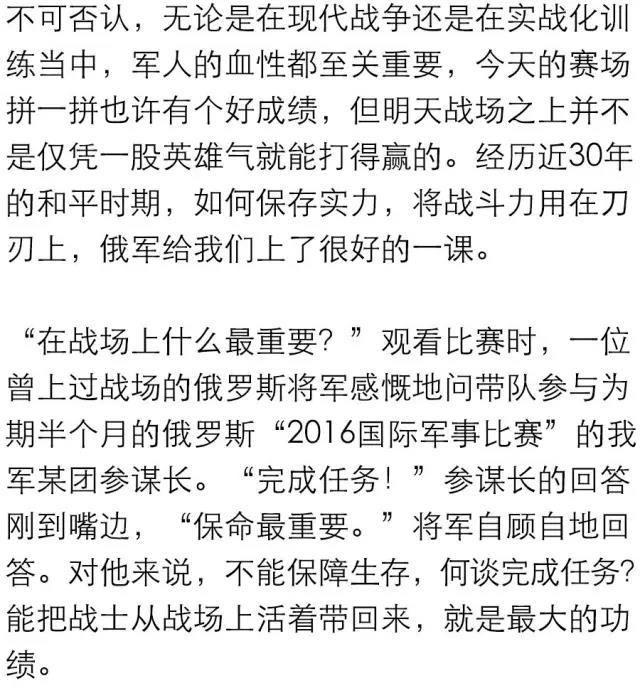 不可否认，无论是在现代战争还是在实战化训
练当中，军人的血性都至关重要，今天的赛场
拼一拼也许有个好成绩，但明天战场之上并不
是仅凭一股英雄气就能打得赢的。经历近30年
的和平时期，如何保存实力，将战斗力用在刀
刃上，俄军给我们上了很好的一课。
“在战场上什么最重要？”观看比赛时，一位
曾上过战场的俄罗斯将军感慨地问带队参与为
期半个月的俄罗斯“2016国际军事比赛”的我
军某团参谋长。“完成任务！”参谋长的回答
刚到嘴边，“保命最重要。”将军自顾自地回
答。对他来说，不能保障生存，何谈完成任务?
能把战士从战场上活着带回来，就是最大的功
绩。